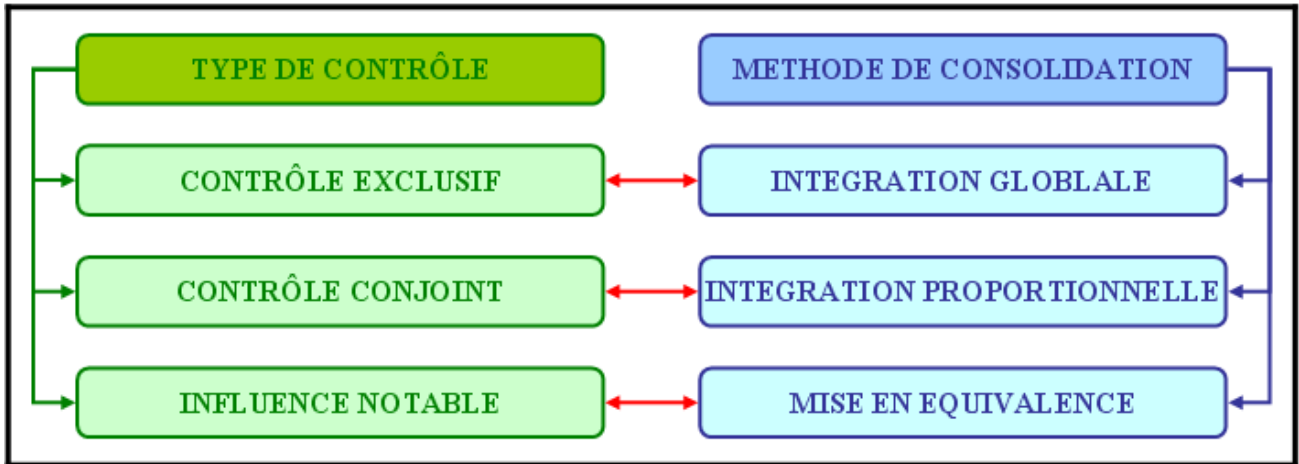 TYPE DE CONTRÔLE
METHODE DE CONSOLIDATION
CONTRÔLE EXCLUSIF
INTEGRATION GLOBLALE
CONTRÔLE CONJOINT
INTEGRATION PROPORTIONNELLE
INFLUENCE NOTABLE
MISE EN EQUIVALENCE